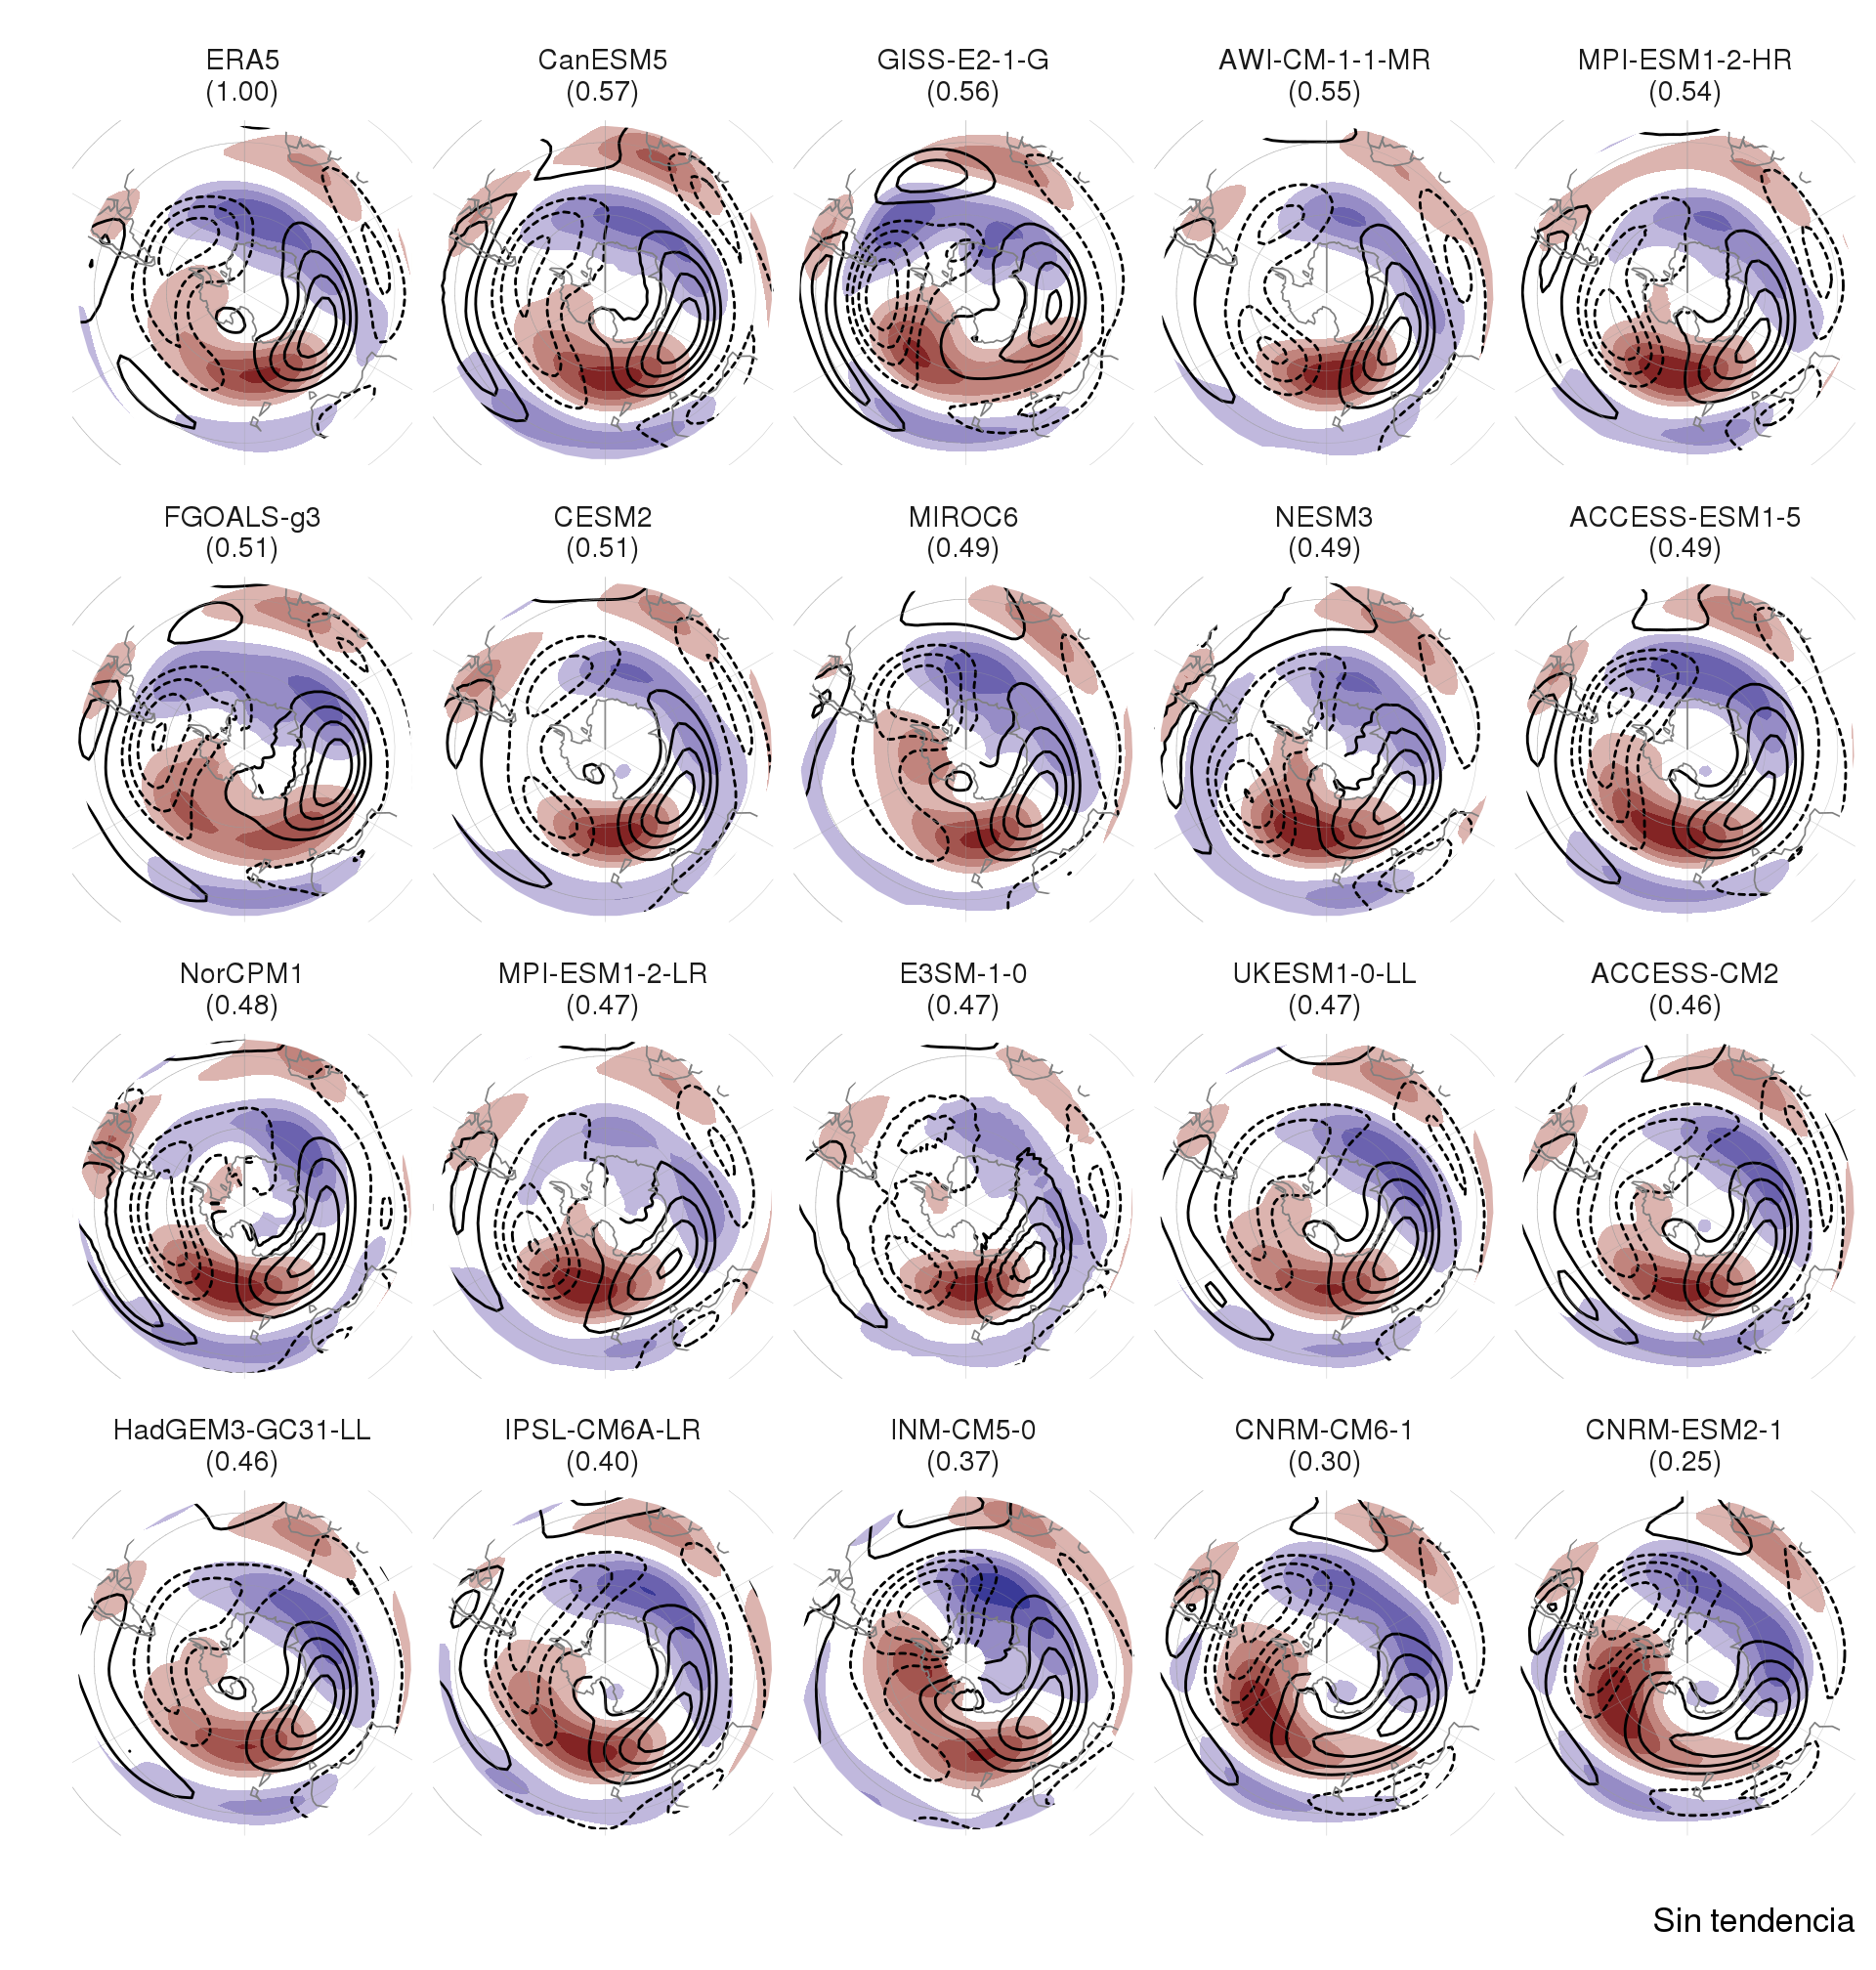 ERA5
(1.00)
CanESM5
(0.57)
GISS-E2-1-G
(0.56)
AWI-CM-1-1-MR
(0.55)
MPI-ESM1-2-HR
(0.54)
FGOALS-g3
(0.51)
CESM2
(0.51)
MIROC6
(0.49)
NESM3
(0.49)
ACCESS-ESM1-5
(0.49)
NorCPM1
(0.48)
MPI-ESM1-2-LR
(0.47)
E3SM-1-0
(0.47)
UKESM1-0-LL
(0.47)
ACCESS-CM2
(0.46)
HadGEM3-GC31-LL
(0.46)
IPSL-CM6A-LR
(0.40)
INM-CM5-0
(0.37)
CNRM-CM6-1
(0.30)
CNRM-ESM2-1
(0.25)
Sin tendencia